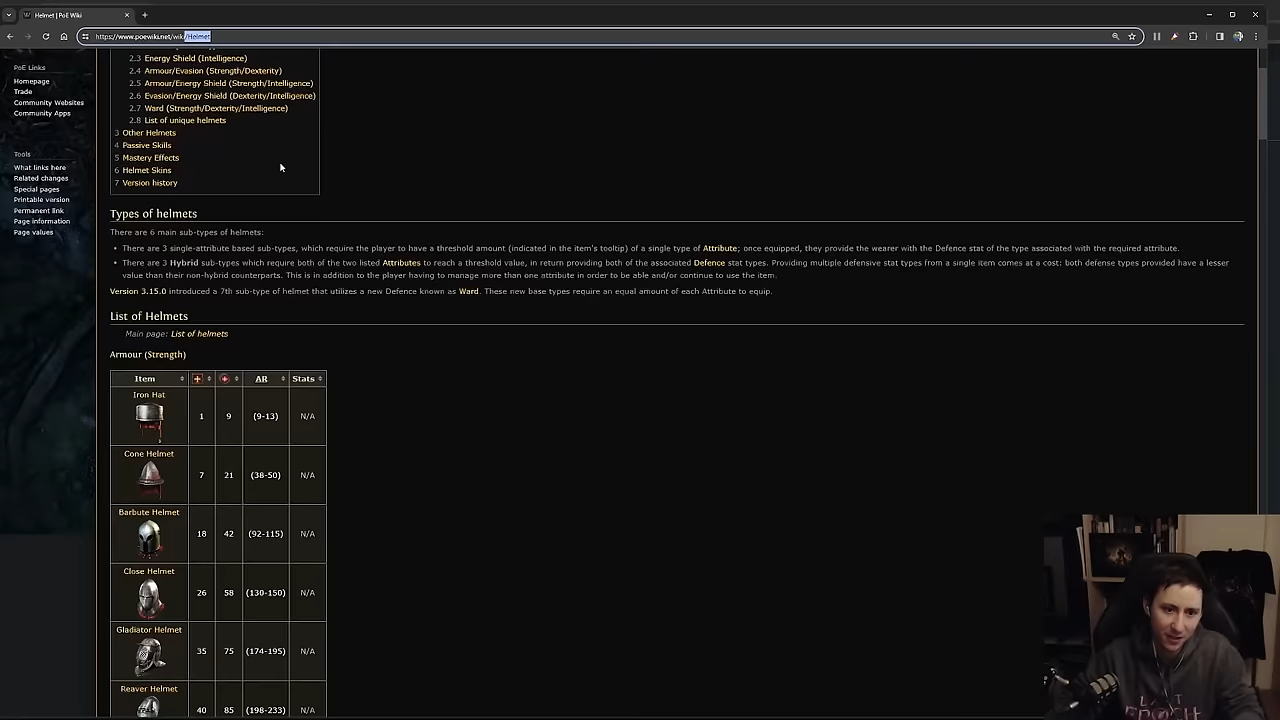 Helmet | PoE Wiki
https://www.poewiki.net/wiki/Helmet
PoE Links
Homepage
Trade
Community Websites
Community Apps
Tools
What links here
Related changes
Special pages
Printable version
Permanent link
Page information
Page values
2.3 Energy Shield (Intelligence)
2.4 Armour/Evasion (Strength/Dexterity)
2.5 Armour/Energy Shield (Strength/Intelligence)
2.6 Evasion/Energy Shield (Dexterity/Intelligence)
2.7 Ward (Strength/Dexterity/Intelligence)
2.8 List of unique helmets
3 Other Helmets
4 Passive Skills
5 Mastery Effects
6 Helmet Skins
7 Version history
Types of helmets
There are 6 main sub-types of helmets:
• There are 3 single-attribute based sub-types, which require the player to have a threshold amount (indicated in the item's tooltip) of a single type of Attribute; once equipped, they provide the wearer with the Defence stat of the type associated with the required attribute.
• There are 3 Hybrid sub-types which require both of the two listed Attributes to reach a threshold value, in return providing both of the associated Defence stat types. Providing multiple defensive stat types from a single item comes at a cost: both defense types provided have a lesser
value than their non-hybrid counterparts. This is in addition to the player having to manage more than one attribute in order to be able and/or continue to use the item.
Version 3.15.0 introduced a 7th sub-type of helmet that utilizes a new Defence known as Ward. These new base types require an equal amount of each Attribute to equip.
List of Helmets
Main page: List of helmets
Armour (Strength)
Item AR Stats
Iron Hat
1 9 (9-13) N/A
Cone Helmet
7 21 (38-50) N/A
Barbute Helmet
18 42 (92-115) N/A
Close Helmet
26 58 (130-150) N/A
Gladiator Helmet
35 75 (174-195) N/A
Reaver Helmet
40 85 (198-233) N/A